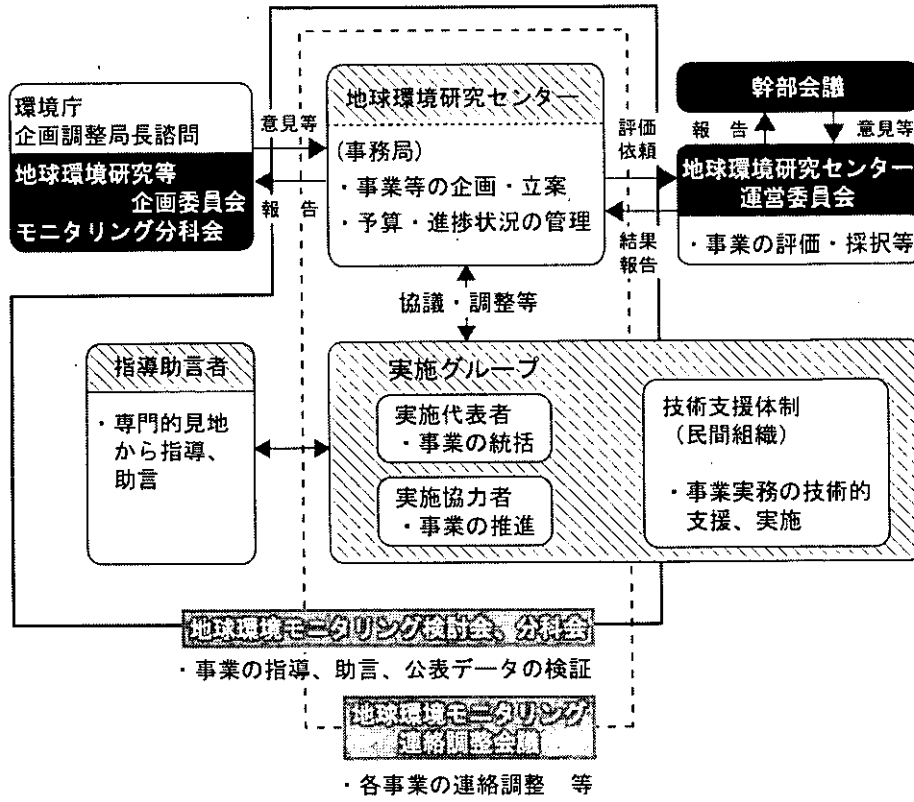 環境庁
企画調整局長諮問
地球環境研究等
企画委員会
モニタリング分科会
意見等
報　告
地球環境研究センター
(事務局)
・事業等の企画・立案
・予算・進捗状況の管理
評価
依頼
結果
報告
幹部会議
報　告
意見等
地球環境研究センター
運営委員会
・事業の評価・採択等
協議・調整等
指導助言者
・専門的見地
から指導、
助言
実施グループ
実施代表者
・事業の統括
実施協力者
・事業の推進
技術支援体制
(民間組織)
・事業実務の技術的
支援、実施
地球環境モニタリング検討会、分科会
・事業の指導、助言、公表データの検証
地球環境モニタリング
連絡調整会議
・各事業の連絡調整　等